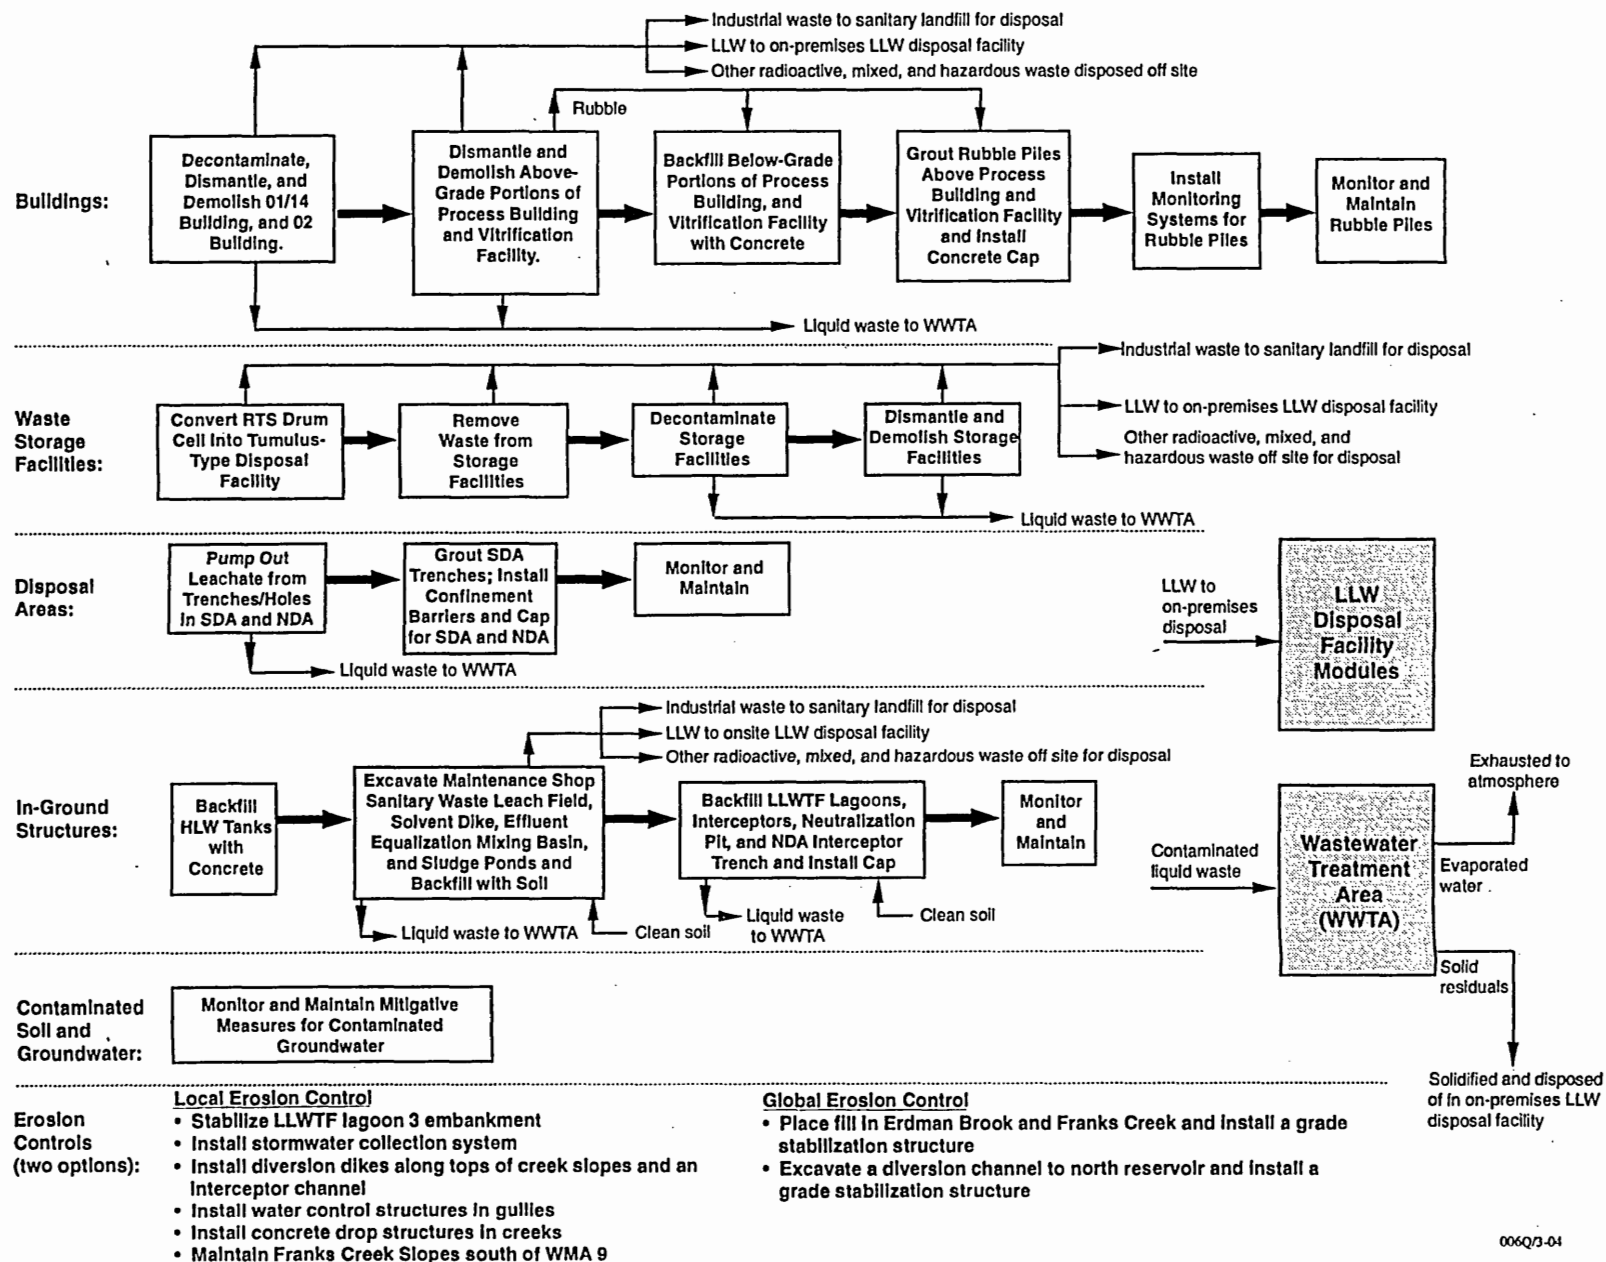 Industrial waste to sanitary landfill for disposal
LLW to on-premises LLW disposal facility
Other radioactive, mixed, and hazardous waste disposed off site
Rubble
Buildings:
Decontaminate,
Dismantle, and
Demolish 01/14
Building, and 02
Building.
Dismantle and
Demolish Above-
Grade Portions of
Process Building
and Vitrification
Facility.
Backfill Below-Grade
Portions of Process
Building, and
Vitrification Facility
with Concrete
Grout Rubble Piles
Above Process
Building and
Vitrification Facility
and Install
Concrete Cap
Install
Monitoring
Systems for
Rubble Piles
Monitor and
Maintain
Rubble Piles
Liquid waste to WWTA
Industrial waste to sanitary landfill for disposal
LLW to on-premises LLW disposal facility
Other radioactive, mixed, and
hazardous waste off site for disposal
Waste
Storage
Facilities:
Convert RTS Drum
Cell Into Tumulus-
Type Disposal
Facility
Remove
Waste from
Storage
Facilities
Decontaminate
Storage
Facilities
Dismantle and
Demolish Storage
Facilities
Liquid waste to WWTA
Disposal
Areas:
Pump Out
Leachate from
Trenches/Holes
in SDA and NDA
Grout SDA
Trenches; Install
Confinement
Barriers and Cap
for SDA and NDA
Monitor and
Maintain
Liquid waste to WWTA
LLW to
on-premises
disposal
LLW
Disposal
Facility
Modules
Industrial waste to sanitary landfill for disposal
LLW to onsite LLW disposal facility
Other radioactive, mixed, and hazardous waste off site for disposal
In-Ground
Structures:
Backfill
HLW Tanks
with
Concrete
Excavate Maintenance Shop
Sanitary Waste Leach Field,
Solvent Dike, Effluent
Equalization Mixing Basin,
and Sludge Ponds and
Backfill with Soil
Backfill LLWTF Lagoons,
Interceptors, Neutralization
Pit, and NDA Interceptor
Trench and Install Cap
Monitor
and
Maintain
Liquid waste to WWTA
Clean soil
Liquid waste
to WWTA
Clean soil
Exhausted to
atmosphere
Contaminated
liquid waste
Wastewater
Treatment
Area
(WWTA)
Evaporated
water
Solid
residuals
Solidified and disposed
of in on-premises LLW
disposal facility
Contaminated
Soil and
Groundwater:
Monitor and Maintain Mitigative
Measures for Contaminated
Groundwater
Erosion
Controls
(two options):
Local Erosion Control
• Stabilize LLWTF lagoon 3 embankment
• Install stormwater collection system
• Install diversion dikes along tops of creek slopes and an
interceptor channel
• Install water control structures in gullies
• Install concrete drop structures in creeks
• Maintain Franks Creek Slopes south of WMA 9
Global Erosion Control
• Place fill in Erdman Brook and Franks Creek and install a grade
stabilization structure
• Excavate a diversion channel to north reservoir and install a
grade stabilization structure
006Q/3-04